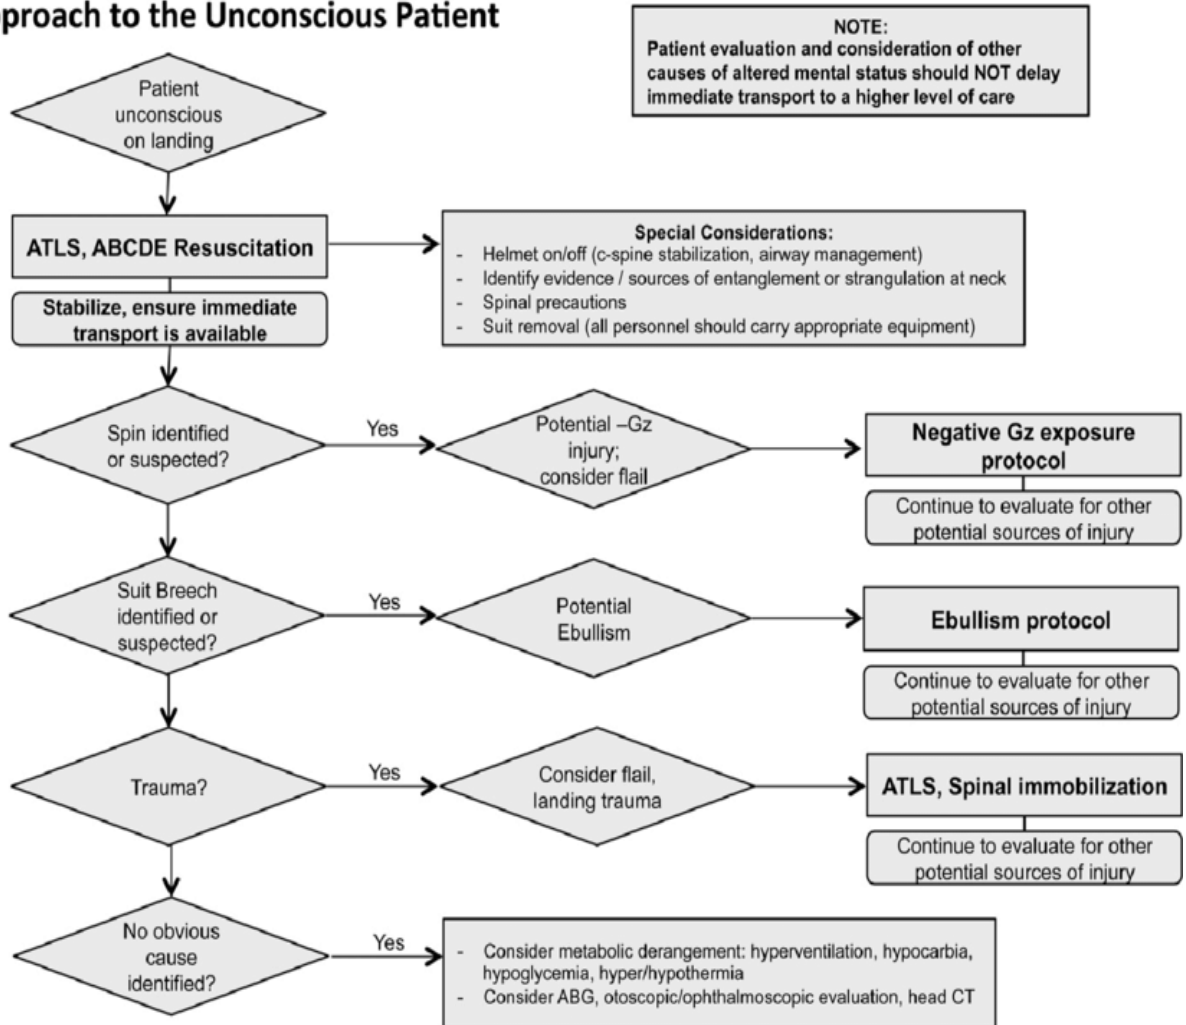 proach to the Unconscious Patient
NOTE:
Patient evaluation and consideration of other
causes of altered mental status should NOT delay
immediate transport to a higher level of care
Patient
unconscious
on landing
ATLS, ABCDE Resuscitation
Special Considerations:
- Helmet on/off (c-spine stabilization, airway management)
- Identify evidence / sources of entanglement or strangulation at neck
- Spinal precautions
- Suit removal (all personnel should carry appropriate equipment)
Stabilize, ensure immediate
transport is available
Spin identified
or suspected?
Yes
Potential –Gz
injury;
consider flail
Negative Gz exposure
protocol
Continue to evaluate for other
potential sources of injury
Suit Breech
identified or
suspected?
Yes
Potential
Ebullism
Ebullism protocol
Continue to evaluate for other
potential sources of injury
Trauma?
Yes
Consider flail,
landing trauma
ATLS, Spinal immobilization
Continue to evaluate for other
potential sources of injury
No obvious
cause
identified?
Yes
- Consider metabolic derangement: hyperventilation, hypocarbia,
hypoglycemia, hyper/hypothermia
- Consider ABG, otoscopic/ophthalmoscopic evaluation, head CT